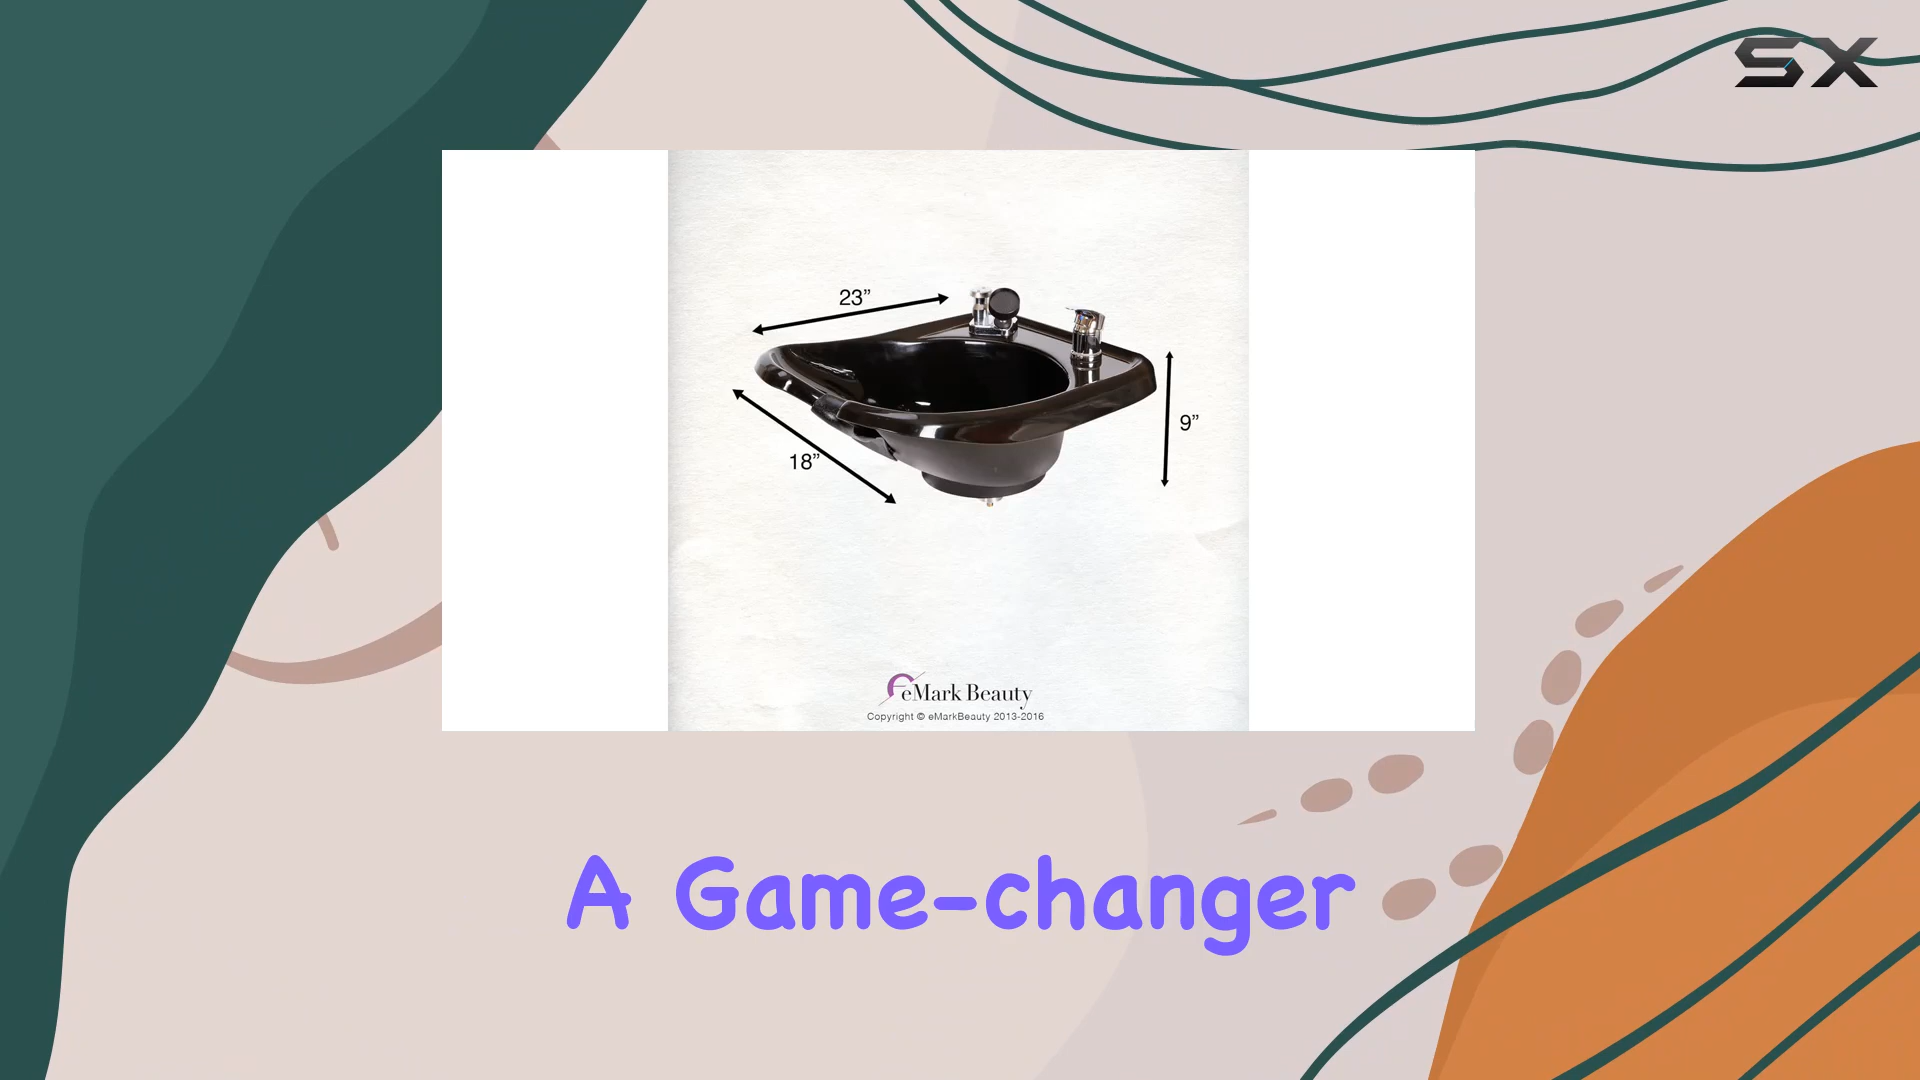 SX
23”
18”
9”
eMark Beauty
Copyright © eMarkBeauty 2013-2016
A Game-changer